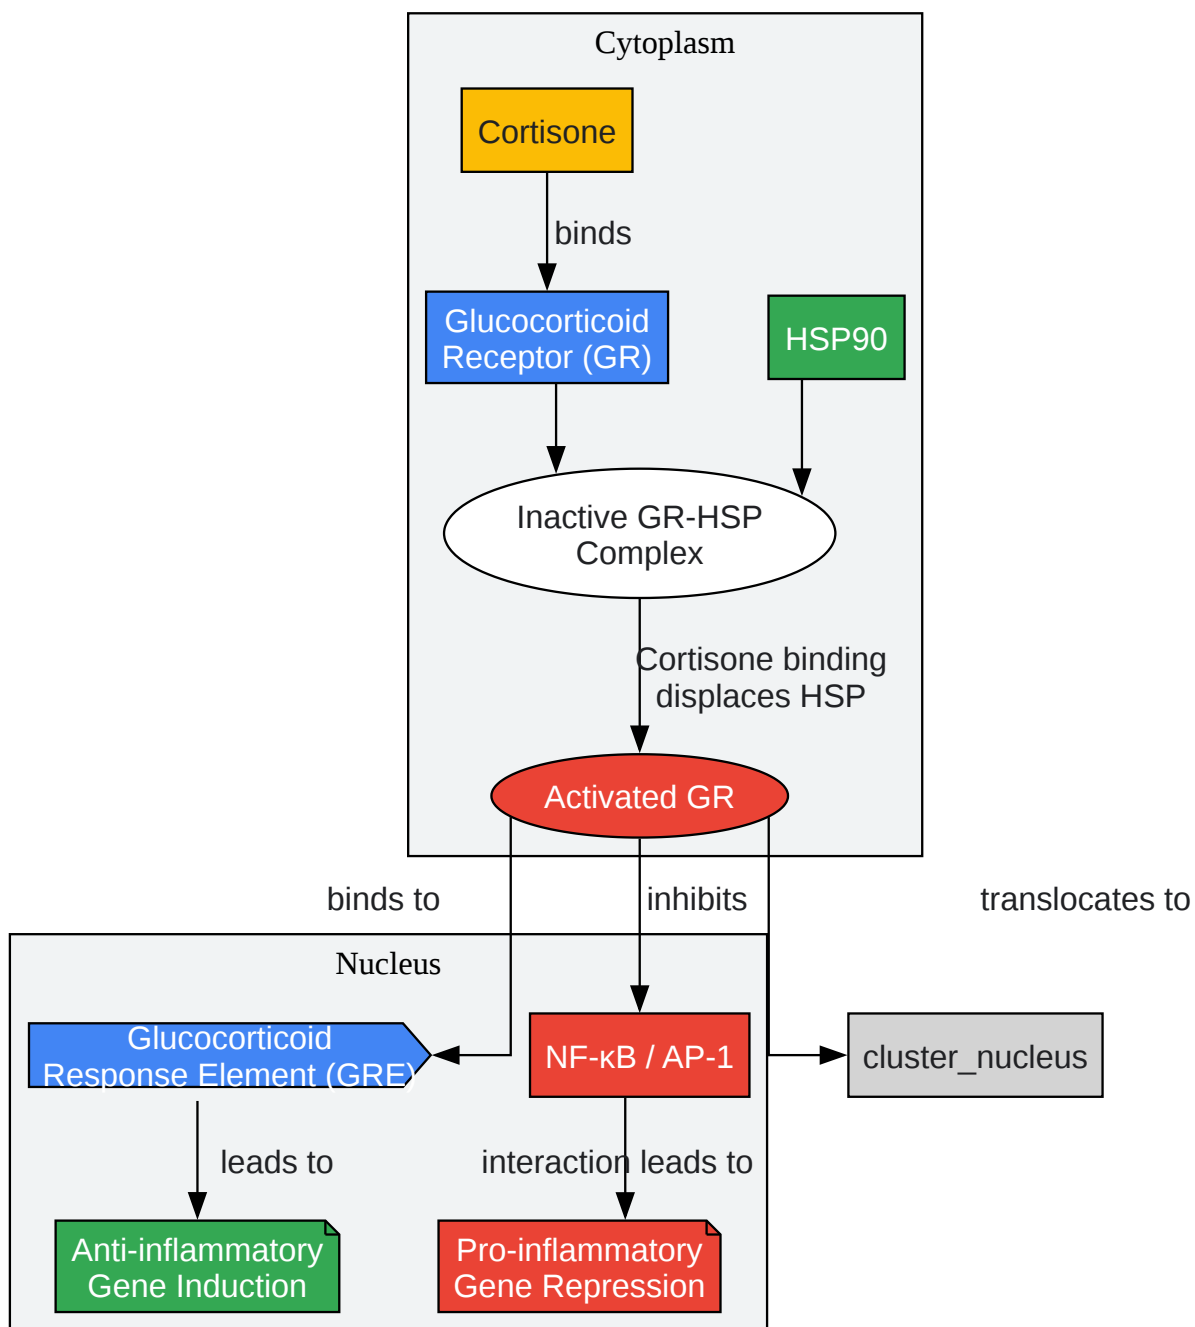 Cytoplasm
Cortisone
binds
Glucocorticoid
Receptor (GR)
HSP90
Inactive GR-HSP
Complex
Cortisone binding
displaces HSP
Activated GR
binds to
inhibits
translocates to
Nucleus
Glucocorticoid
Response Element (GRE)
NF-κB / AP-1
cluster_nucleus
leads to
interaction leads to
Anti-inflammatory
Gene Induction
Pro-inflammatory
Gene Repression